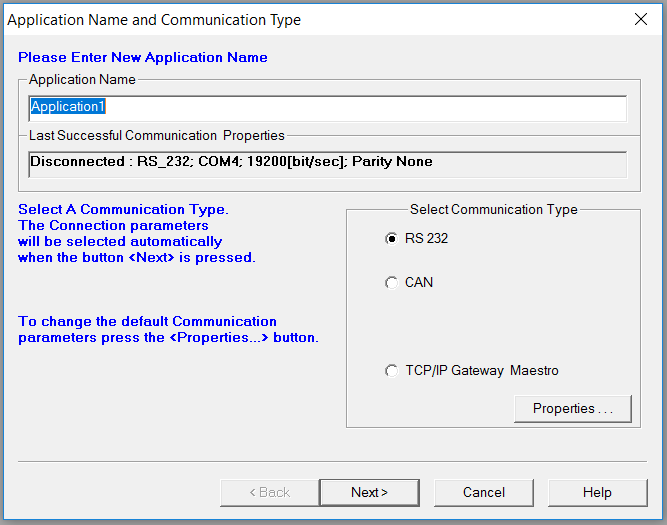 Application Name and Communication Type
Please Enter New Application Name
Application Name
Application1
Last Successful Communication Properties
Disconnected : RS_232; COM4; 19200[bit/sec]; Parity None
Select A Communication Type.
The Connection parameters
will be selected automatically
when the button <Next> is pressed.
To change the default Communication
parameters press the <Properties...> button.
Select Communication Type
RS 232
CAN
TCP/IP Gateway Maestro
Properties . . .
< Back
Next >
Cancel
Help